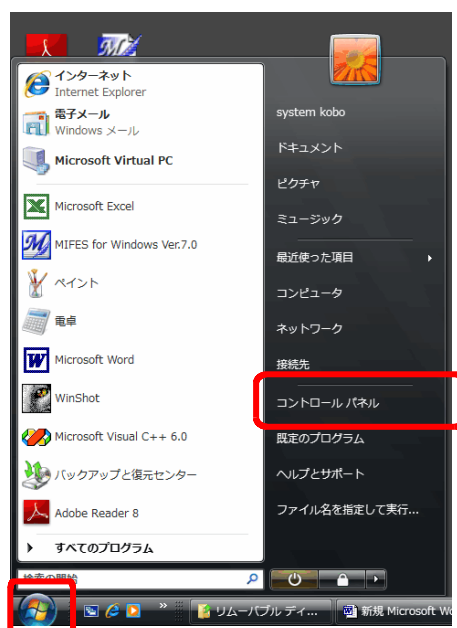 インターネット
Internet Explorer
電子メール
Windows メール
Microsoft Virtual PC
Microsoft Excel
MIFES for Windows Ver.7.0
ペイント
電卓
Microsoft Word
WinShot
Microsoft Visual C++ 6.0
バックアップと復元センター
Adobe Reader 8
すべてのプログラム
検索の開始
system kobo
ドキュメント
ピクチャ
ミュージック
最近使った項目
コンピュータ
ネットワーク
接続先
コントロール パネル
既定のプログラム
ヘルプとサポート
ファイル名を指定して実行...
リムーバブル ディ...
新規 Microsoft Wo